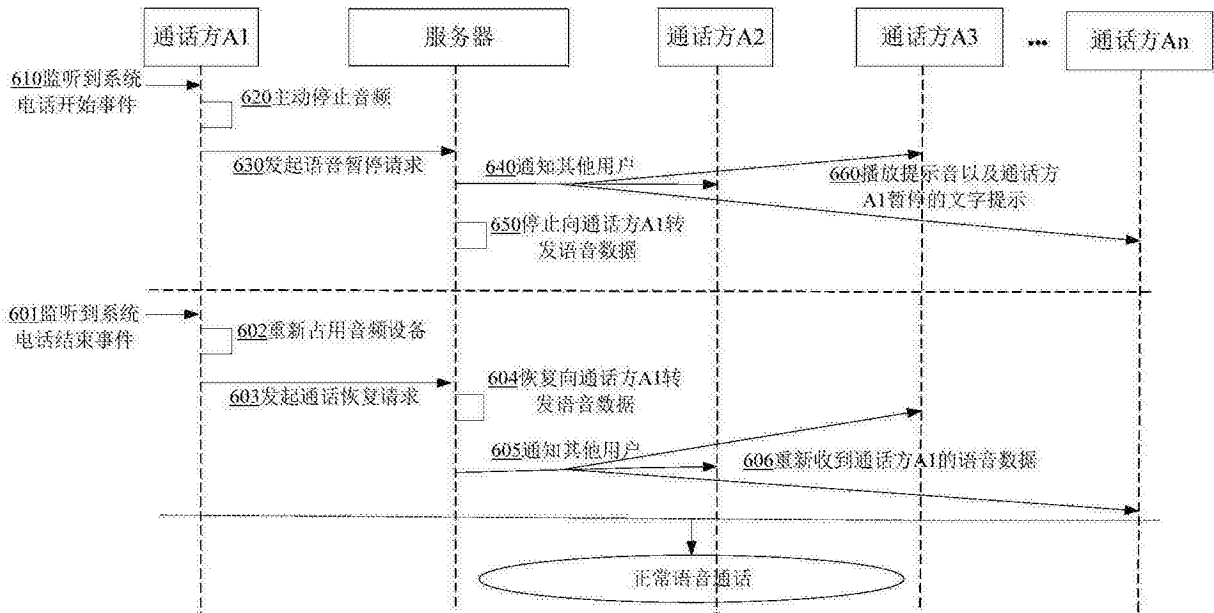 通话方A1
服务器
通话方A2
通话方A3
...
通话方An
610监听到系统
电话开始事件
620主动停止音频
630发起语音暂停请求
640通知其他用户
660播放提示音以及通话方
A1暂停的文字提示
650停止向通话方A1转
发语音数据
601监听到系统
电话结束事件
602重新占用音频设备
603发起通话恢复请求
604恢复向通话方A1转
发语音数据
605通知其他用户
606重新收到通话方A1的语音数据
正常语音通话